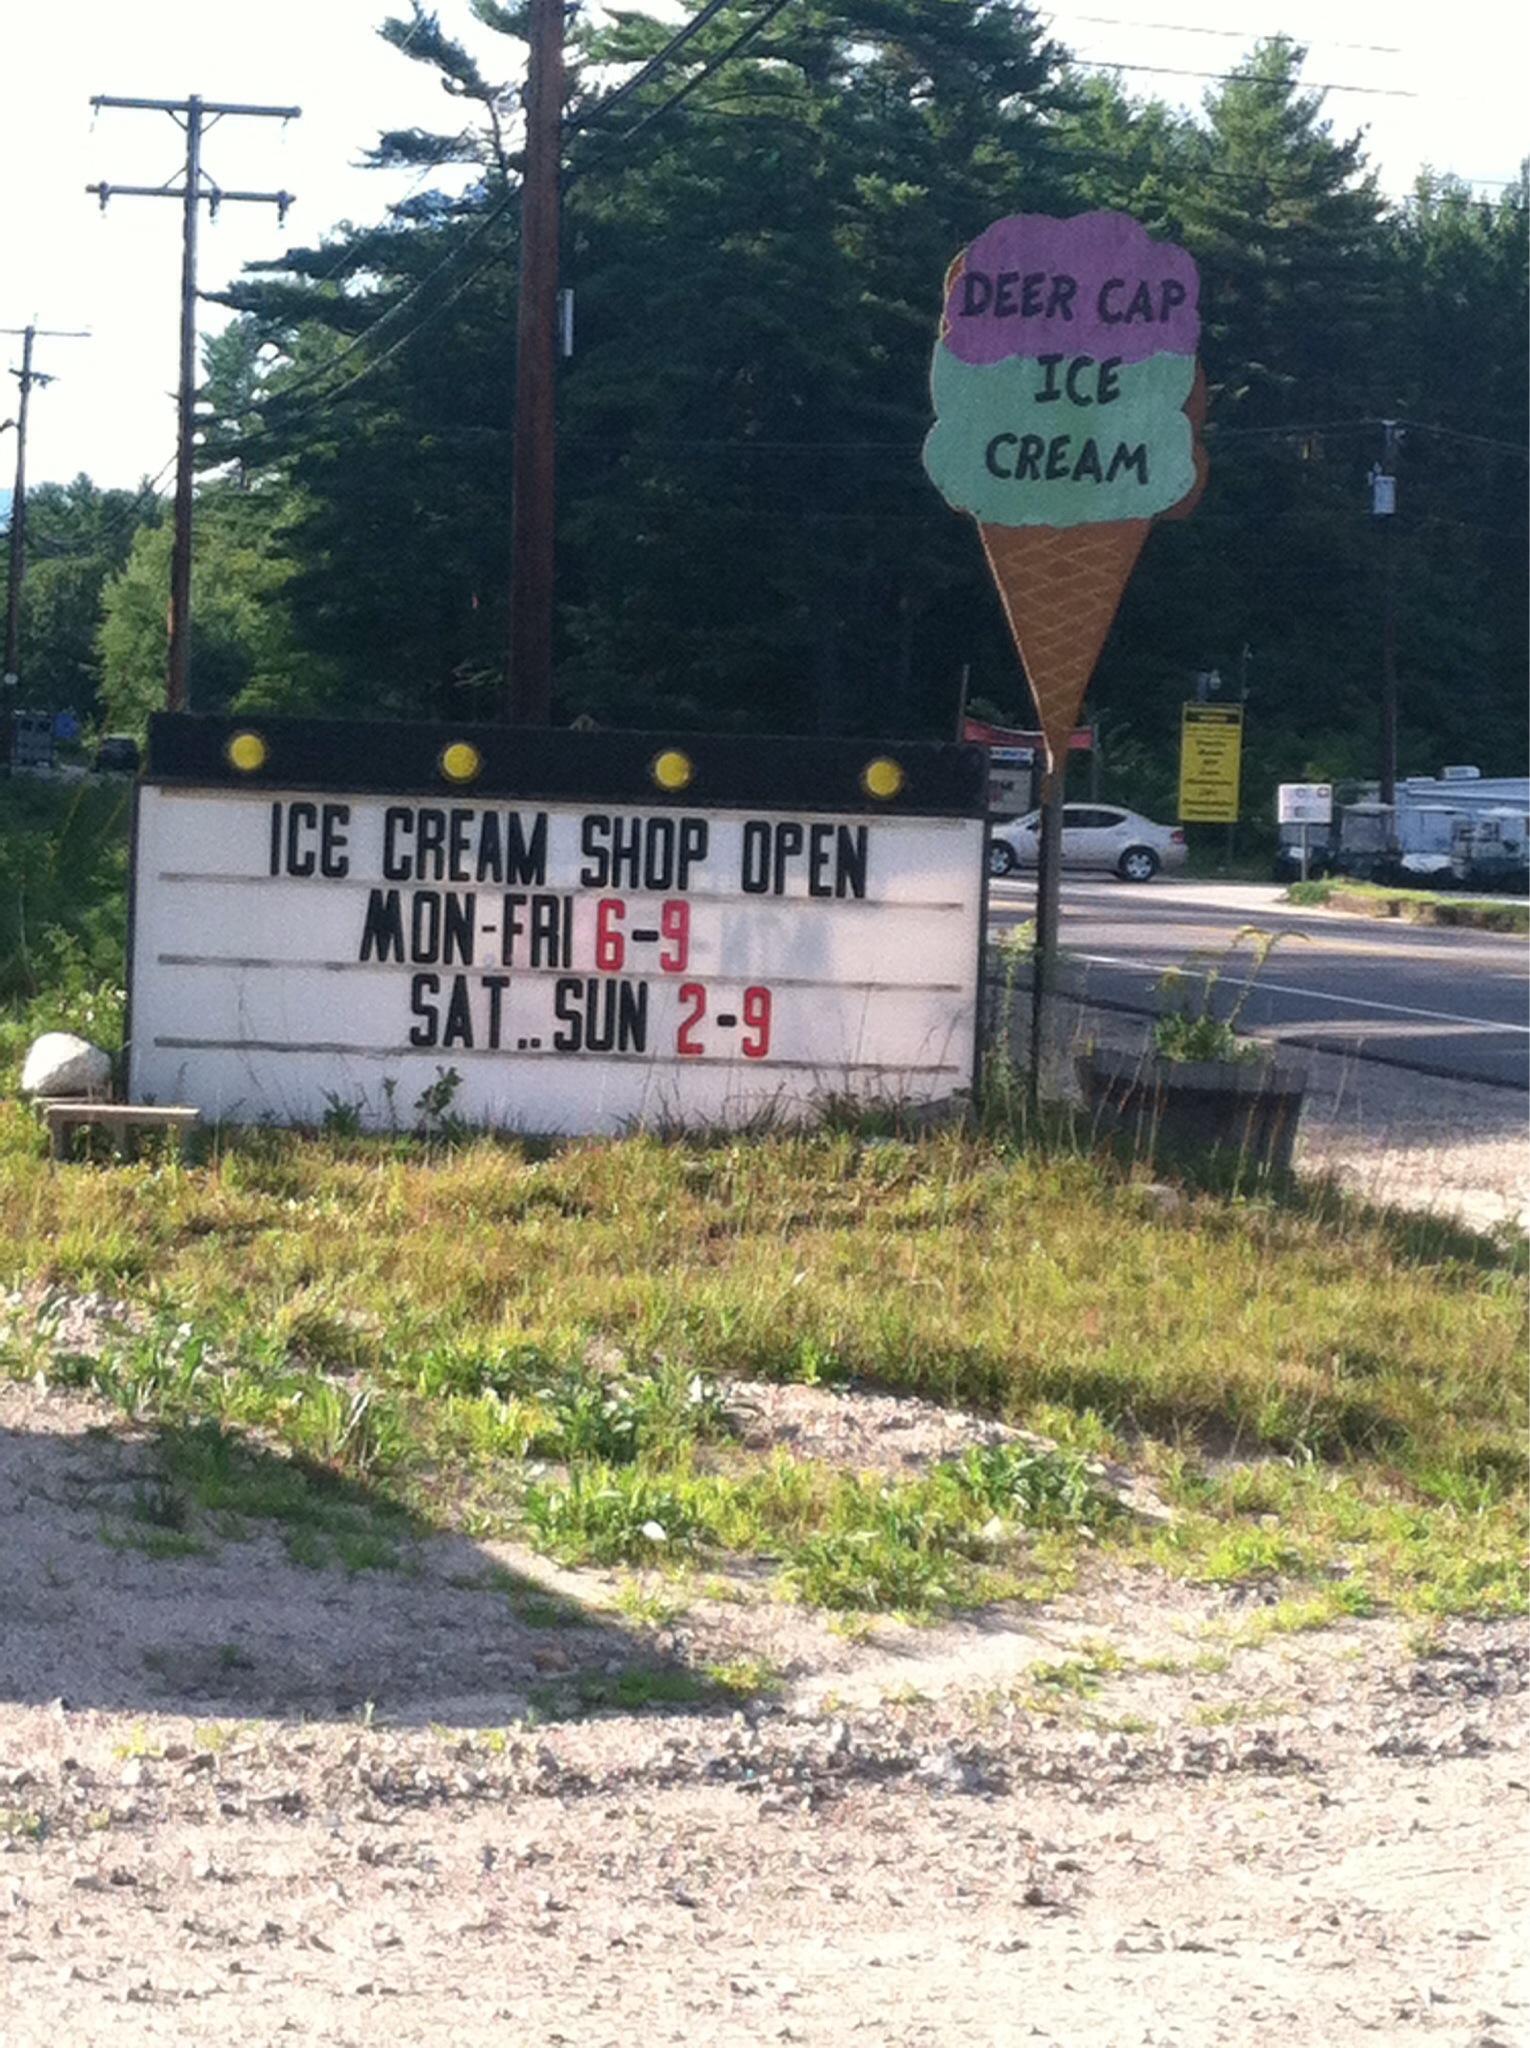 DEER CAP
ICE
CREAM
ICE CREAM SHOP OPEN
MON-FRI 6-9
SAT..SUN 2-9